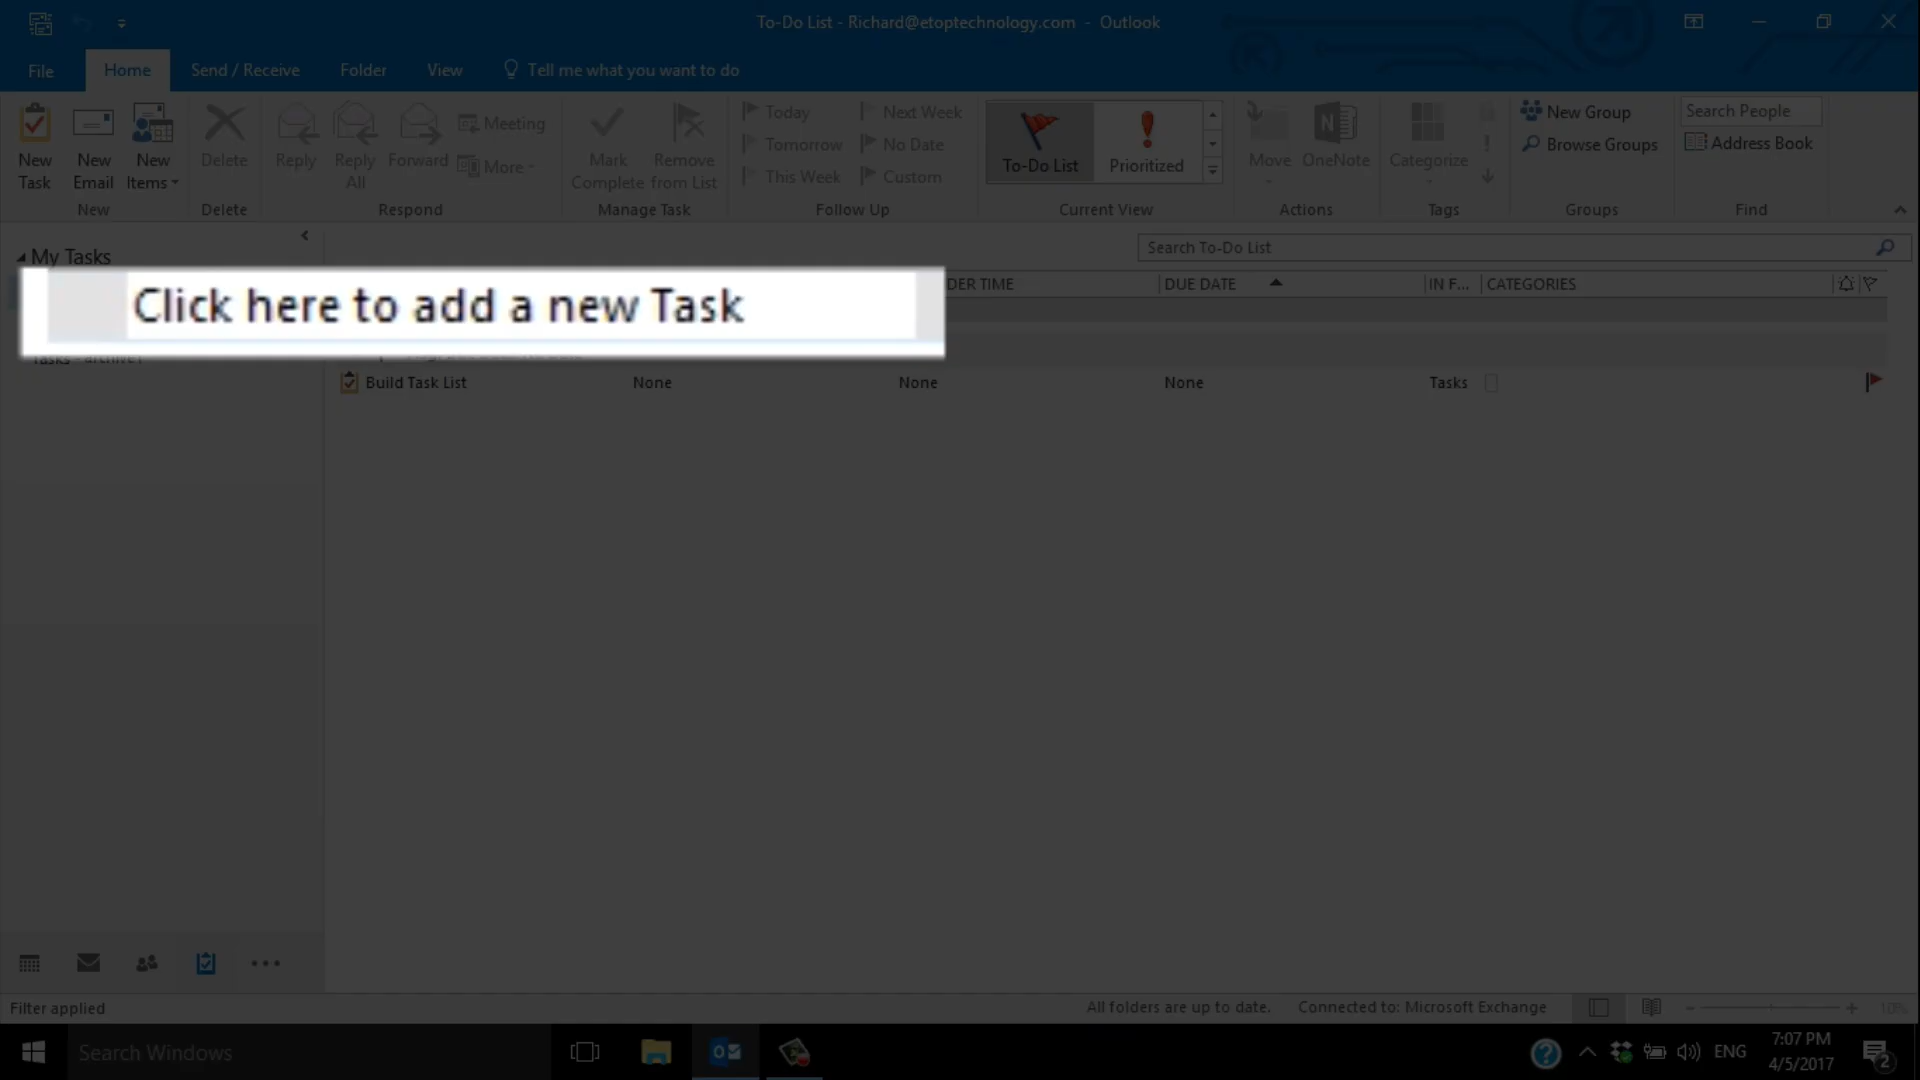 To-Do List - Richard@etoptechnology.com - Outlook
File Home Send / Receive Folder View Tell me what you want to do
New Task
New Email
New Items
New
Delete
Delete
Reply
Reply All
Forward
Meeting
More
Respond
Mark Complete
Remove from List
Manage Task
Today
Tomorrow
This Week
Next Week
No Date
Custom
Follow Up
To-Do List
Prioritized
Current View
Move
OneNote
Actions
Categorize
Tags
New Group
Browse Groups
Groups
Search People
Address Book
Find
My Tasks
Search To-Do List
DER TIME DUE DATE IN F... CATEGORIES
Click here to add a new Task
Build Task List None None None Tasks
Filter applied
All folders are up to date. Connected to: Microsoft Exchange
Search Windows
ENG
7:07 PM
4/5/2017
2